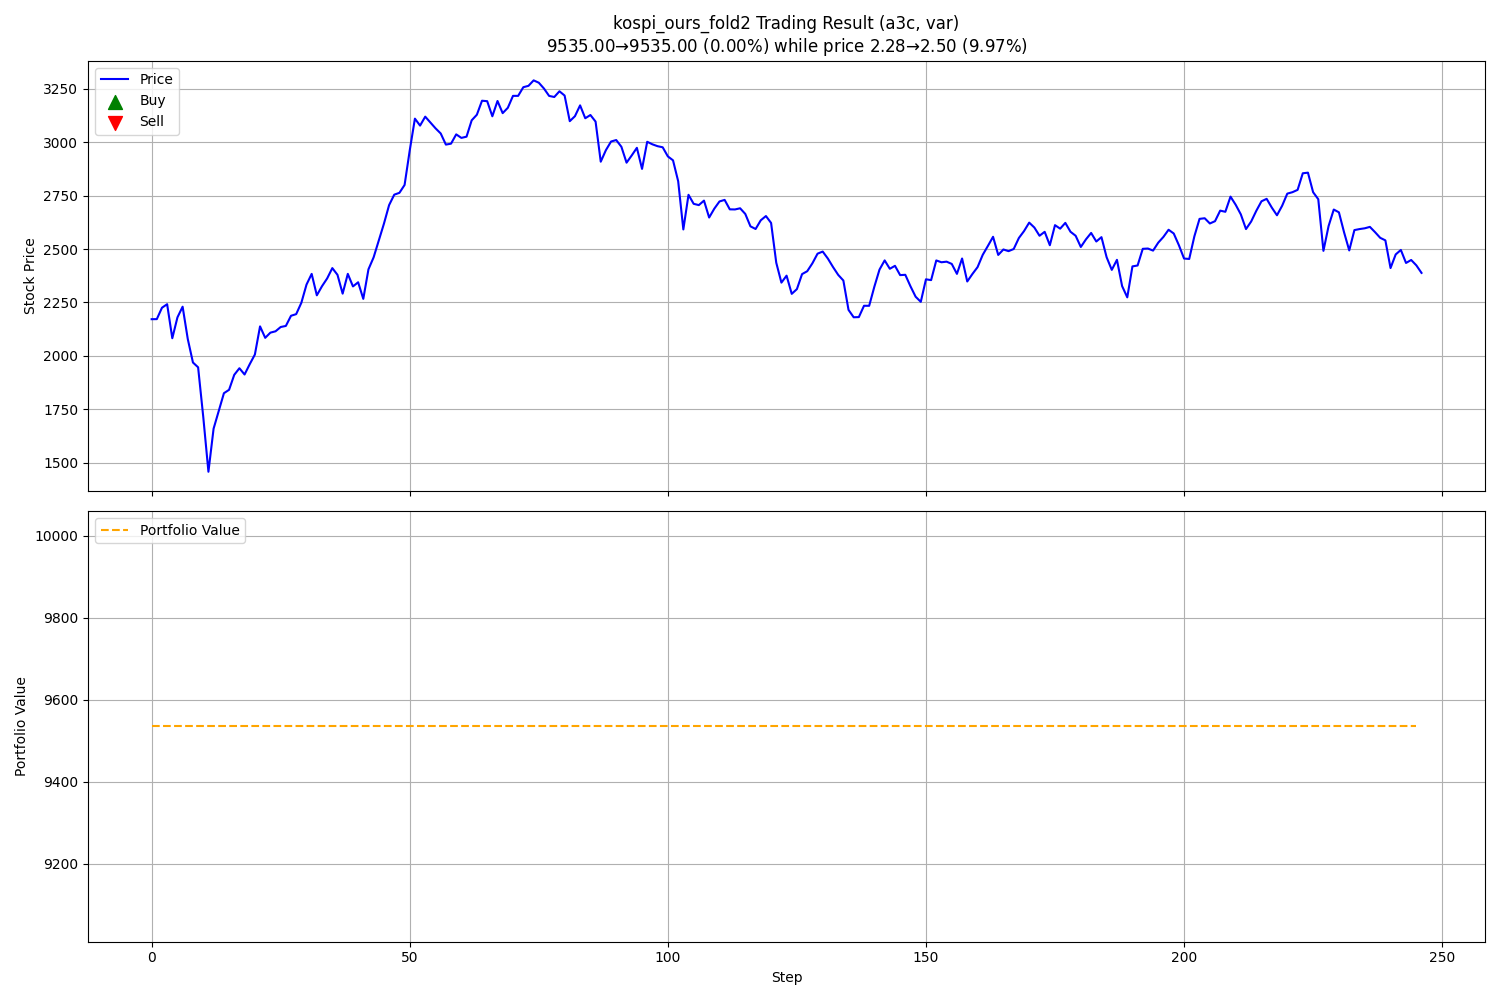 kospi_ours_fold2 Trading Result (a3c, var)
9535.00→9535.00 (0.00%) while price 2.28→2.50 (9.97%)
Price
Buy
Sell
Stock Price
3250
3000
2750
2500
2250
2000
1750
1500
Portfolio Value
Portfolio Value
10000
9800
9600
9400
9200
0
50
100
150
200
250
Step